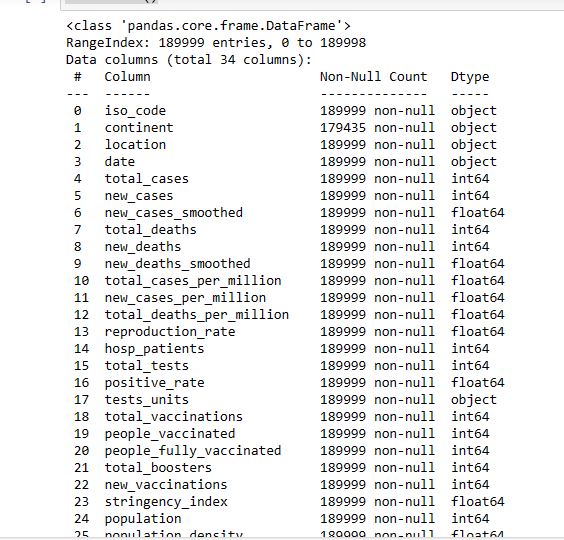 <class 'pandas.core.frame.DataFrame'>
RangeIndex: 189999 entries, 0 to 189998
Data columns (total 34 columns):
 #   Column                      Non-Null Count   Dtype
---  ------                      --------------   -----
 0   iso_code                    189999 non-null  object
 1   continent                   179435 non-null  object
 2   location                    189999 non-null  object
 3   date                        189999 non-null  object
 4   total_cases                 189999 non-null  int64
 5   new_cases                   189999 non-null  int64
 6   new_cases_smoothed          189999 non-null  float64
 7   total_deaths                189999 non-null  int64
 8   new_deaths                  189999 non-null  int64
 9   new_deaths_smoothed         189999 non-null  float64
 10  total_cases_per_million     189999 non-null  float64
 11  new_cases_per_million       189999 non-null  float64
 12  total_deaths_per_million    189999 non-null  float64
 13  reproduction_rate           189999 non-null  float64
 14  hosp_patients               189999 non-null  int64
 15  total_tests                 189999 non-null  int64
 16  positive_rate               189999 non-null  float64
 17  tests_units                 189999 non-null  object
 18  total_vaccinations          189999 non-null  int64
 19  people_vaccinated           189999 non-null  int64
 20  people_fully_vaccinated     189999 non-null  int64
 21  total_boosters              189999 non-null  int64
 22  new_vaccinations            189999 non-null  int64
 23  stringency_index            189999 non-null  float64
 24  population                  189999 non-null  int64
 25  population_density          189999 non-null  float64